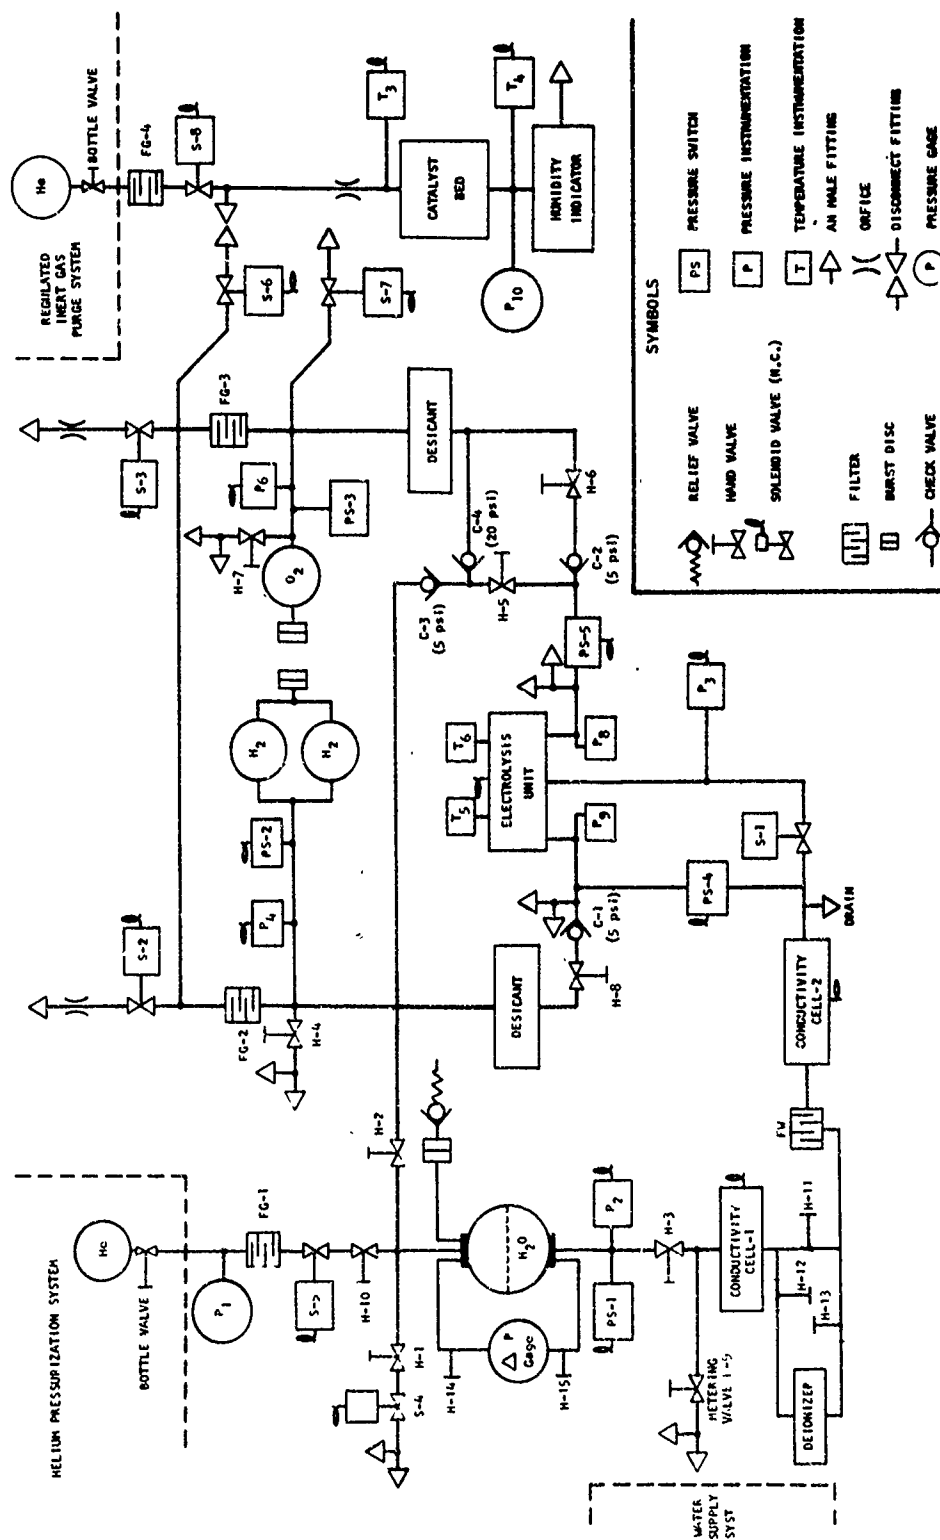 HELIUM PRESSURIZATION SYSTEM
BOTTLE VALVE
P1
FG-1
H-10
H-1
S-4
H-2
H-14
H-15
Δ P
Gage
H2O
PS-1
P2
H-3
METERING
CONDUCTIVITY
CELL-1
H-11
H-12
H-13
WATER
SUPPLY
SYST
FW
CONDUCTIVITY
CELL-2
DRAIN
S-1
PS-4
P3
S-2
FG-2
H-4
P4
PS-2
H2
H2
DESICANT
H-8
C-1
(5 psi)
T5
T6
ELECTROLYSIS
UNIT
P9
P8
PS-5
C-2
(5 psi)
C-3
(5 psi)
C-4
(20 psi)
H-5
H-6
DESICANT
O2
H-7
P6
PS-3
S-3
FG-3
REGULATED
INERT GAS
PURGE SYSTEM
He
BOTTLE VALVE
FG-4
S-8
S-6
S-7
T3
CATALYST
BED
T4
P10
HUMIDITY
INDICATOR
SYMBOLS
RELIEF VALVE
HAND VALVE
SOLENOID VALVE (N.C.)
FILTER
BURST DISC
CHECK VALVE
PS
PRESSURE SWITCH
P
PRESSURE INSTRUMENTATION
T
TEMPERATURE INSTRUMENTATION
AN MALE FITTING
ORFICE
DISCONNECT FITTING
P
PRESSURE GAGE